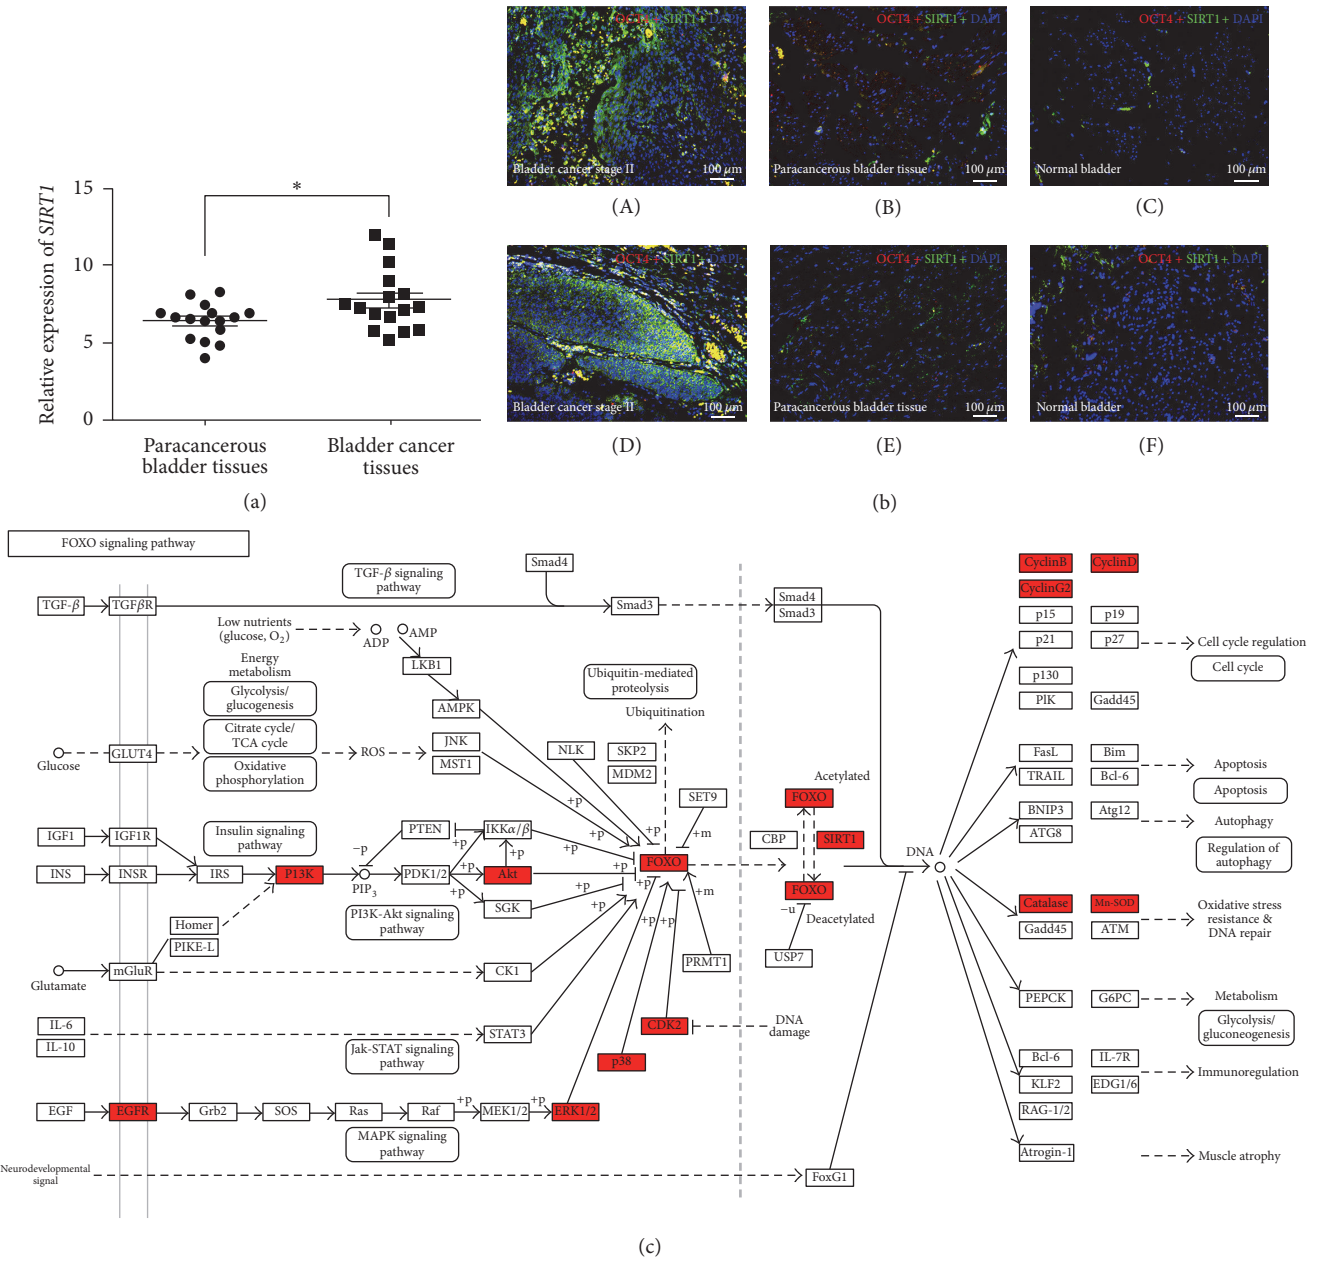 15
10
5
0
Relative expression of SIRT1
*
Paracancerous
bladder tissues
Bladder cancer
tissues
(a)
OCT4 + SIRT1+ DAPI
Bladder cancer stage II
100 μm
(A)
OCT4 + SIRT1+ DAPI
Paracancerous bladder tissue
100 μm
(B)
OCT4 + SIRT1+ DAPI
Normal bladder
100 μm
(C)
OCT4 + SIRT1+ DAPI
Bladder cancer stage II
100 μm
(D)
OCT4 + SIRT1+ DAPI
Paracancerous bladder tissue
100 μm
(E)
OCT4 + SIRT1+ DAPI
Normal bladder
100 μm
(F)
(b)
FOXO signaling pathway
TGF-β
TGFβR
TGF-β signaling
pathway
Smad4
Smad3
Smad4
Smad3
Low nutrients
(glucose, O2)
ADP
AMP
LKB1
AMPK
Energy
metabolism
Glycolysis/
glucogenesis
Citrate cycle/
TCA cycle
Oxidative
phosphorylation
Glucose
GLUT4
ROS
JNK
MST1
NLK
Ubiquitin-mediated
proteolysis
Ubiquitination
SKP2
MDM2
SET9
+p
+p
+p
+m
IGF1
IGF1R
Insulin signaling
pathway
INS
INSR
IRS
P13K
PIP3
−p
PTEN
IKKα/β
+p
+p
+p
PDK1/2
Akt
+p
+p
+p
SGK
+p
+p
PI3K-Akt signaling
pathway
FOXO
+p
+p
+m
Homer
PIKE-L
Glutamate
mGluR
CK1
PRMT1
IL-6
IL-10
STAT3
Jak-STAT signaling
pathway
CDK2
DNA
damage
p38
EGF
EGFR
Grb2
SOS
Ras
Raf
+p
MEK1/2
+p
ERK1/2
MAPK signaling
pathway
Neurodevelopmental
signal
FoxG1
Acetylated
FOXO
CBP
SIRT1
FOXO
−u
Deacetylated
USP7
DNA
CyclinB
CyclinD
CyclinG2
p15
p19
p21
p27
Cell cycle regulation
Cell cycle
p130
PlK
Gadd45
FasL
Bim
Apoptosis
TRAIL
Bcl-6
Apoptosis
BNIP3
Atg12
Autophagy
ATG8
Regulation of
autophagy
Catalase
Mn-SOD
Oxidative stress
resistance &
DNA repair
Gadd45
ATM
PEPCK
G6PC
Metabolism
Glycolysis/
gluconeogenesis
Bcl-6
IL-7R
Immunoregulation
KLF2
EDG1/6
RAG-1/2
Atrogin-1
Muscle atrophy
(c)